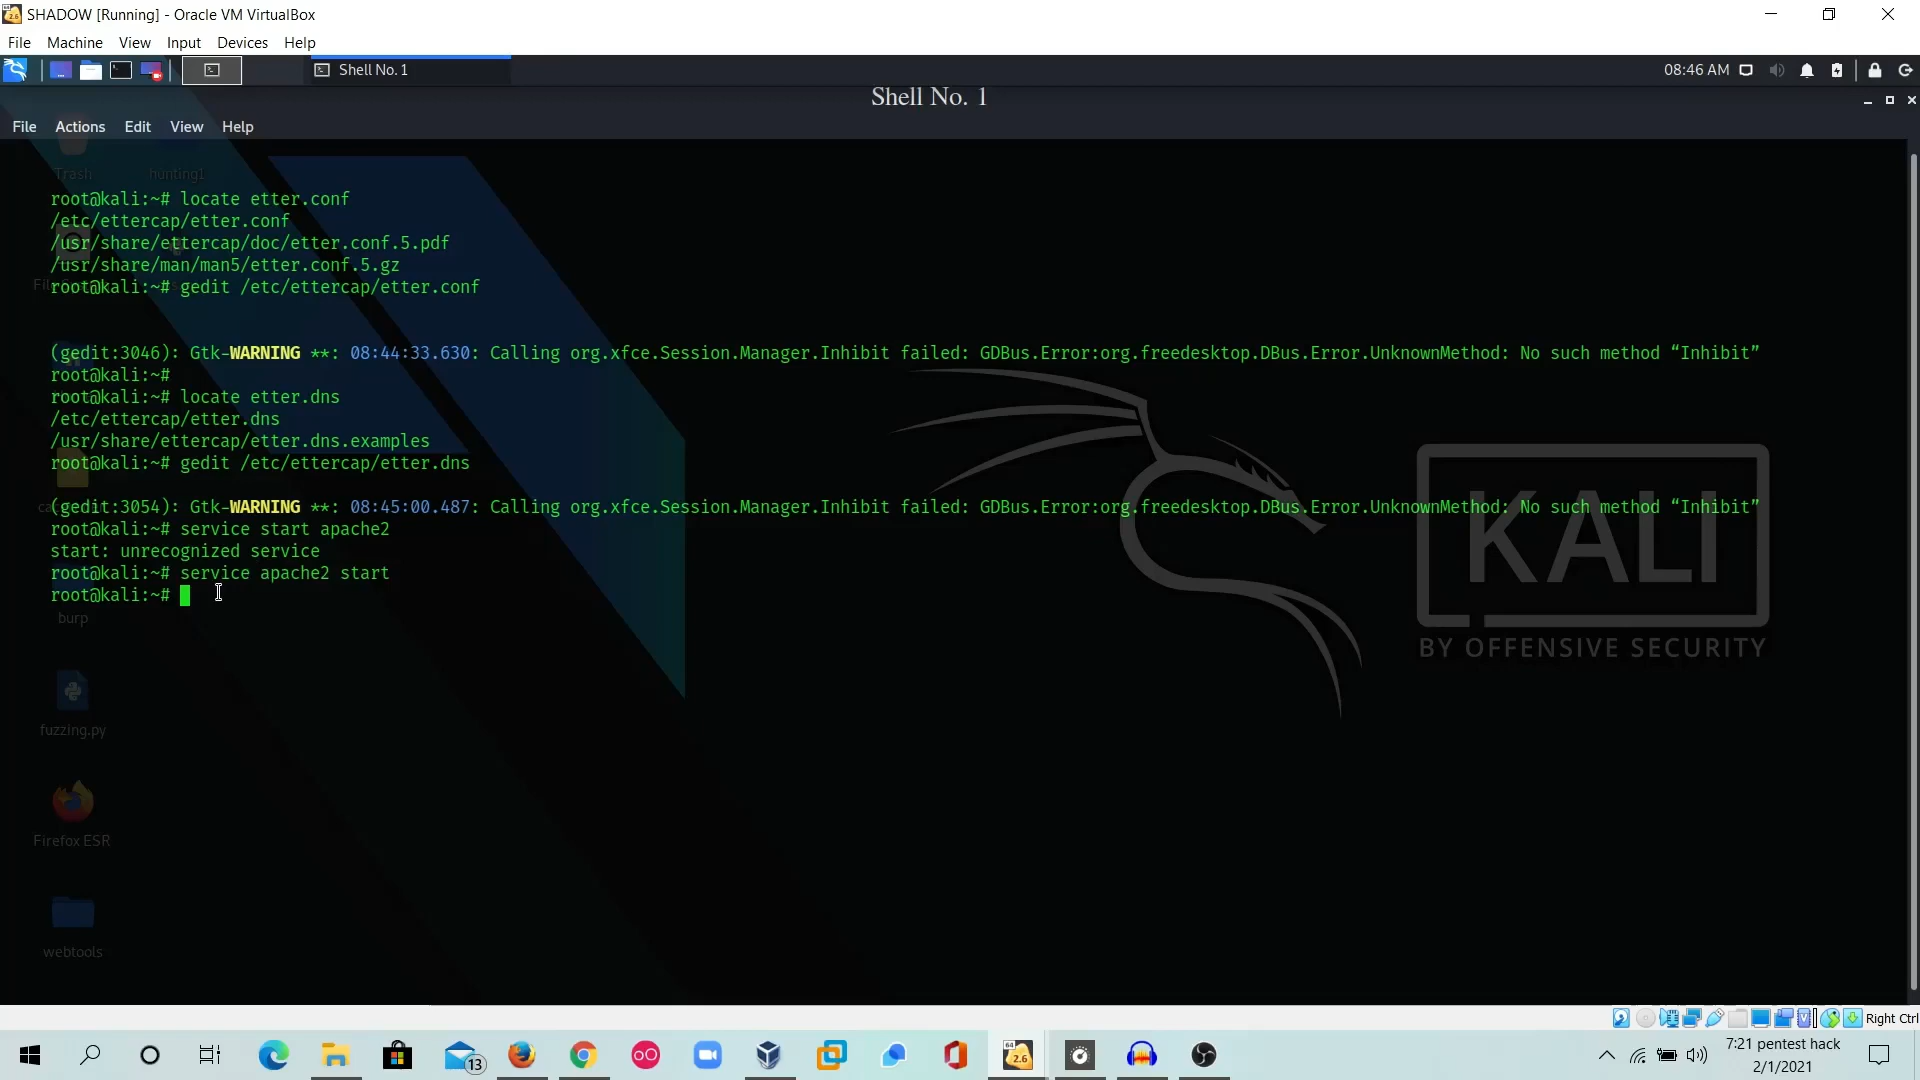 SHADOW [Running] - Oracle VM VirtualBox
File Machine View Input Devices Help
Shell No. 1
08:46 AM
Shell No. 1
File Actions Edit View Help
Trash
hunting1
root@kali:~# locate etter.conf
/etc/ettercap/etter.conf
/usr/share/ettercap/doc/etter.conf.5.pdf
/usr/share/man/man5/etter.conf.5.gz
root@kali:~# gedit /etc/ettercap/etter.conf
(gedit:3046): Gtk-WARNING **: 08:44:33.630: Calling org.xfce.Session.Manager.Inhibit failed: GDBus.Error:org.freedesktop.DBus.Error.UnknownMethod: No such method “Inhibit”
root@kali:~#
root@kali:~# locate etter.dns
/etc/ettercap/etter.dns
/usr/share/ettercap/etter.dns.examples
root@kali:~# gedit /etc/ettercap/etter.dns
(gedit:3054): Gtk-WARNING **: 08:45:00.487: Calling org.xfce.Session.Manager.Inhibit failed: GDBus.Error:org.freedesktop.DBus.Error.UnknownMethod: No such method “Inhibit”
root@kali:~# service start apache2
start: unrecognized service
root@kali:~# service apache2 start
root@kali:~#
KALI
BY OFFENSIVE SECURITY
burp
fuzzing.py
Firefox ESR
webtools
Right Ctrl
13
64
2.6
7:21 pentest hack
2/1/2021